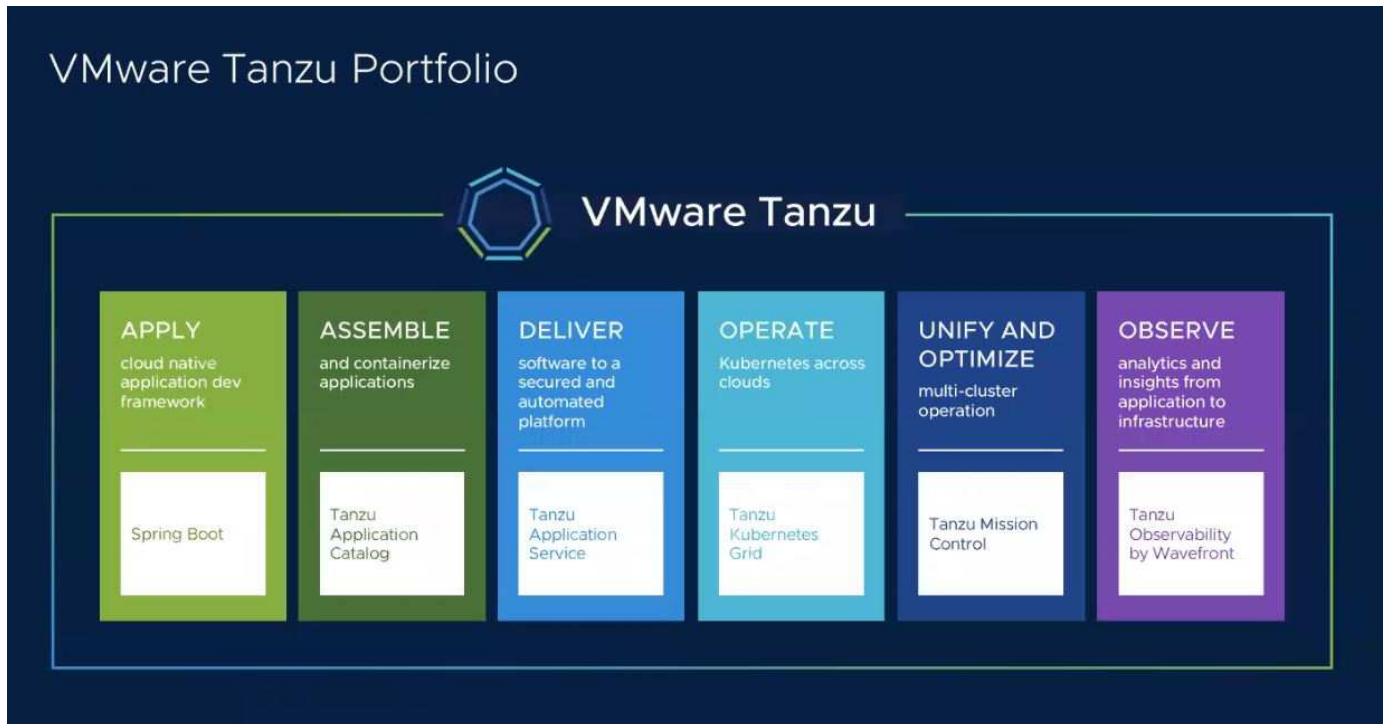 VMware Tanzu Portfolio
VMware Tanzu
APPLY
cloud native
application dev
framework
Spring Boot
ASSEMBLE
and containerize
applications
Tanzu
Application
Catalog
DELIVER
software to a
secured and
automated
platform
Tanzu
Application
Service
OPERATE
Kubernetes across
clouds
Tanzu
Kubernetes
Grid
UNIFY AND
OPTIMIZE
multi-cluster
operation
Tanzu Mission
Control
OBSERVE
analytics and
insights from
application to
infrastructure
Tanzu
Observability
by Wavefront